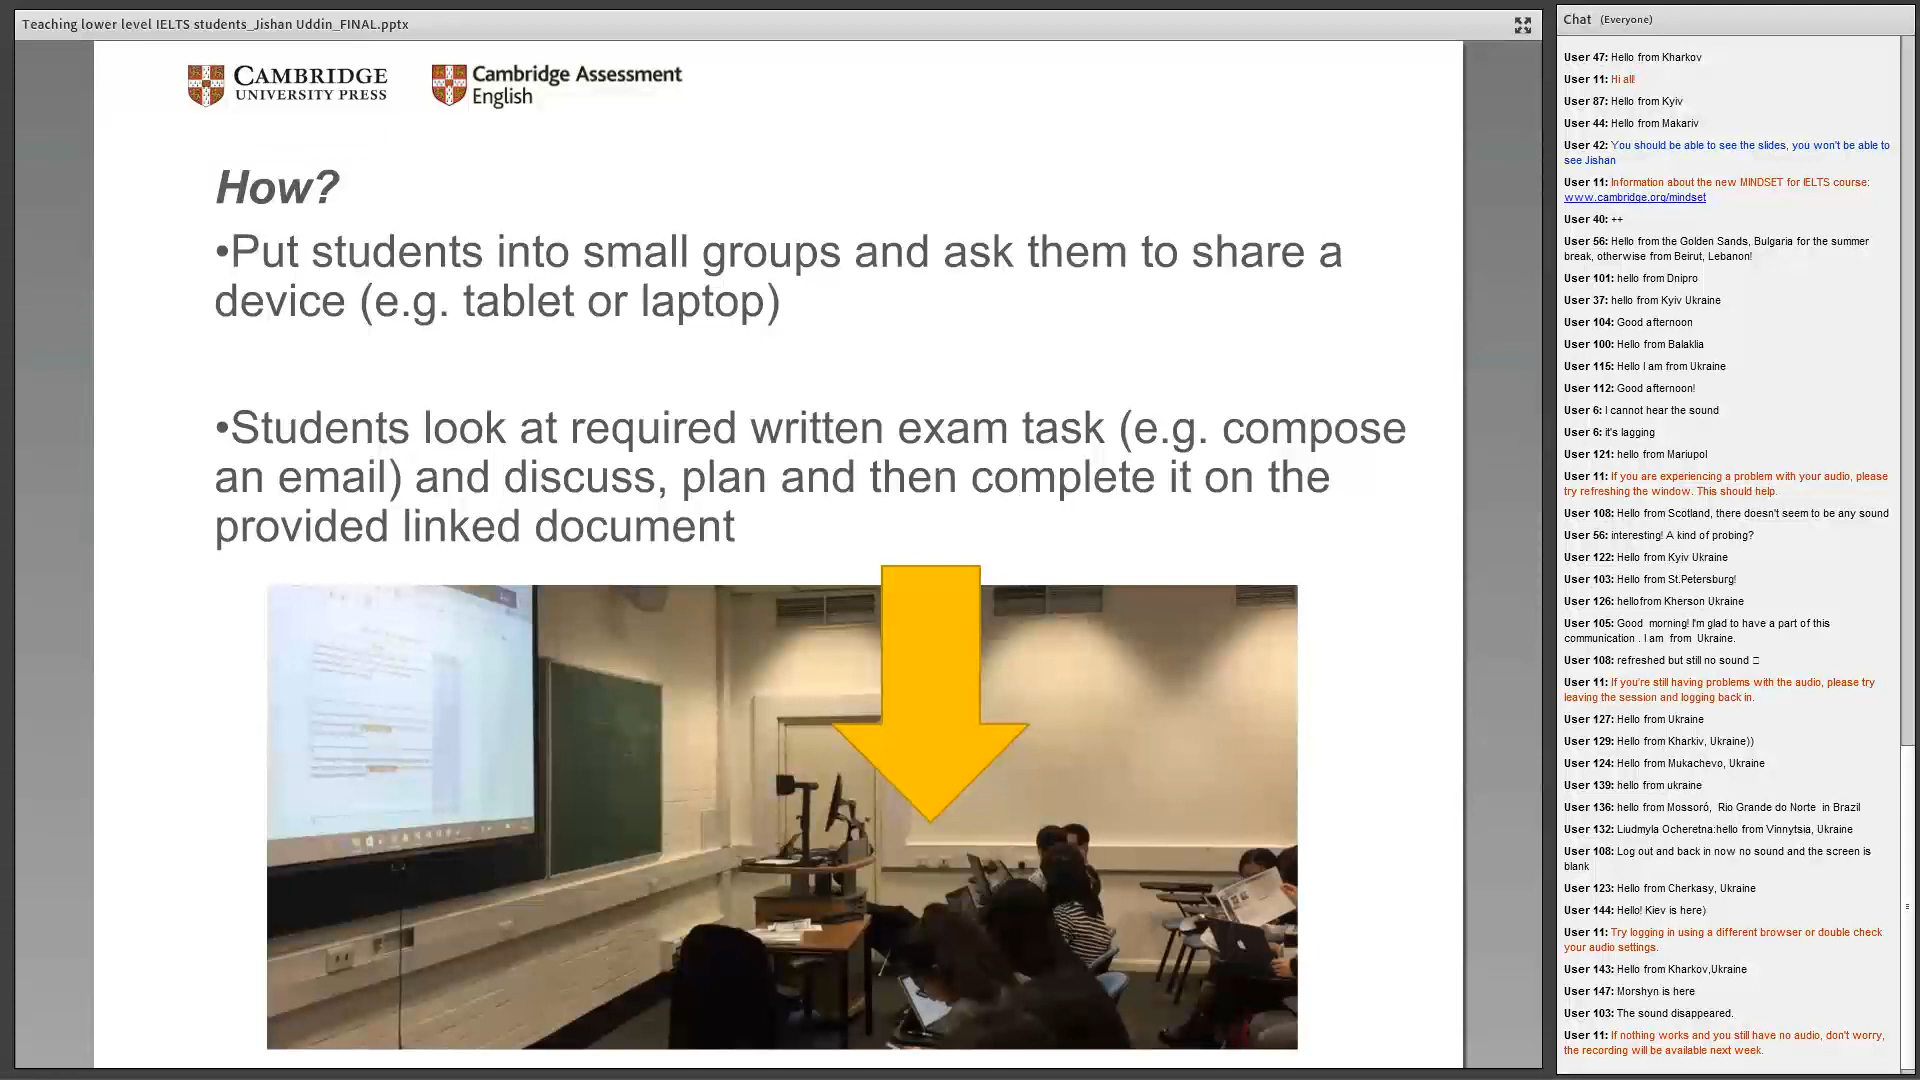 Teaching lower level IELTS students_Jishan Uddin_FINAL.pptx
CAMBRIDGE
UNIVERSITY PRESS
Cambridge Assessment
English
How?
•Put students into small groups and ask them to share a
device (e.g. tablet or laptop)
•Students look at required written exam task (e.g. compose
an email) and discuss, plan and then complete it on the
provided linked document
Chat (Everyone)
User 47: Hello from Kharkov
User 11: Hi all!
User 87: Hello from Kyiv
User 44: Hello from Makariv
User 42: You should be able to see the slides, you won't be able to
see Jishan
User 11: Information about the new MINDSET for IELTS course:
www.cambridge.org/mindset
User 40: ++
User 56: Hello from the Golden Sands, Bulgaria for the summer
break, otherwise from Beirut, Lebanon!
User 101: hello from Dnipro
User 37: hello from Kyiv Ukraine
User 104: Good afternoon
User 100: Hello from Balaklia
User 115: Hello I am from Ukraine
User 112: Good afternoon!
User 6: I cannot hear the sound
User 6: it's lagging
User 121: hello from Mariupol
User 11: If you are experiencing a problem with your audio, please
try refreshing the window. This should help.
User 108: Hello from Scotland, there doesn't seem to be any sound
User 56: interesting! A kind of probing?
User 122: Hello from Kyiv Ukraine
User 103: Hello from St.Petersburg!
User 126: hellofrom Kherson Ukraine
User 105: Good morning! I'm glad to have a part of this
communication . I am from Ukraine.
User 108: refreshed but still no sound
User 11: If you're still having problems with the audio, please try
leaving the session and logging back in.
User 127: Hello from Ukraine
User 129: Hello from Kharkiv, Ukraine))
User 124: Hello from Mukachevo, Ukraine
User 139: hello from ukraine
User 136: hello from Mossoró, Rio Grande do Norte in Brazil
User 132: Liudmyla Ocheretna:hello from Vinnytsia, Ukraine
User 108: Log out and back in now no sound and the screen is
blank
User 123: Hello from Cherkasy, Ukraine
User 144: Hello! Kiev is here)
User 11: Try logging in using a different browser or double check
your audio settings.
User 143: Hello from Kharkov,Ukraine
User 147: Morshyn is here
User 103: The sound disappeared.
User 11: If nothing works and you still have no audio, don't worry,
the recording will be available next week.